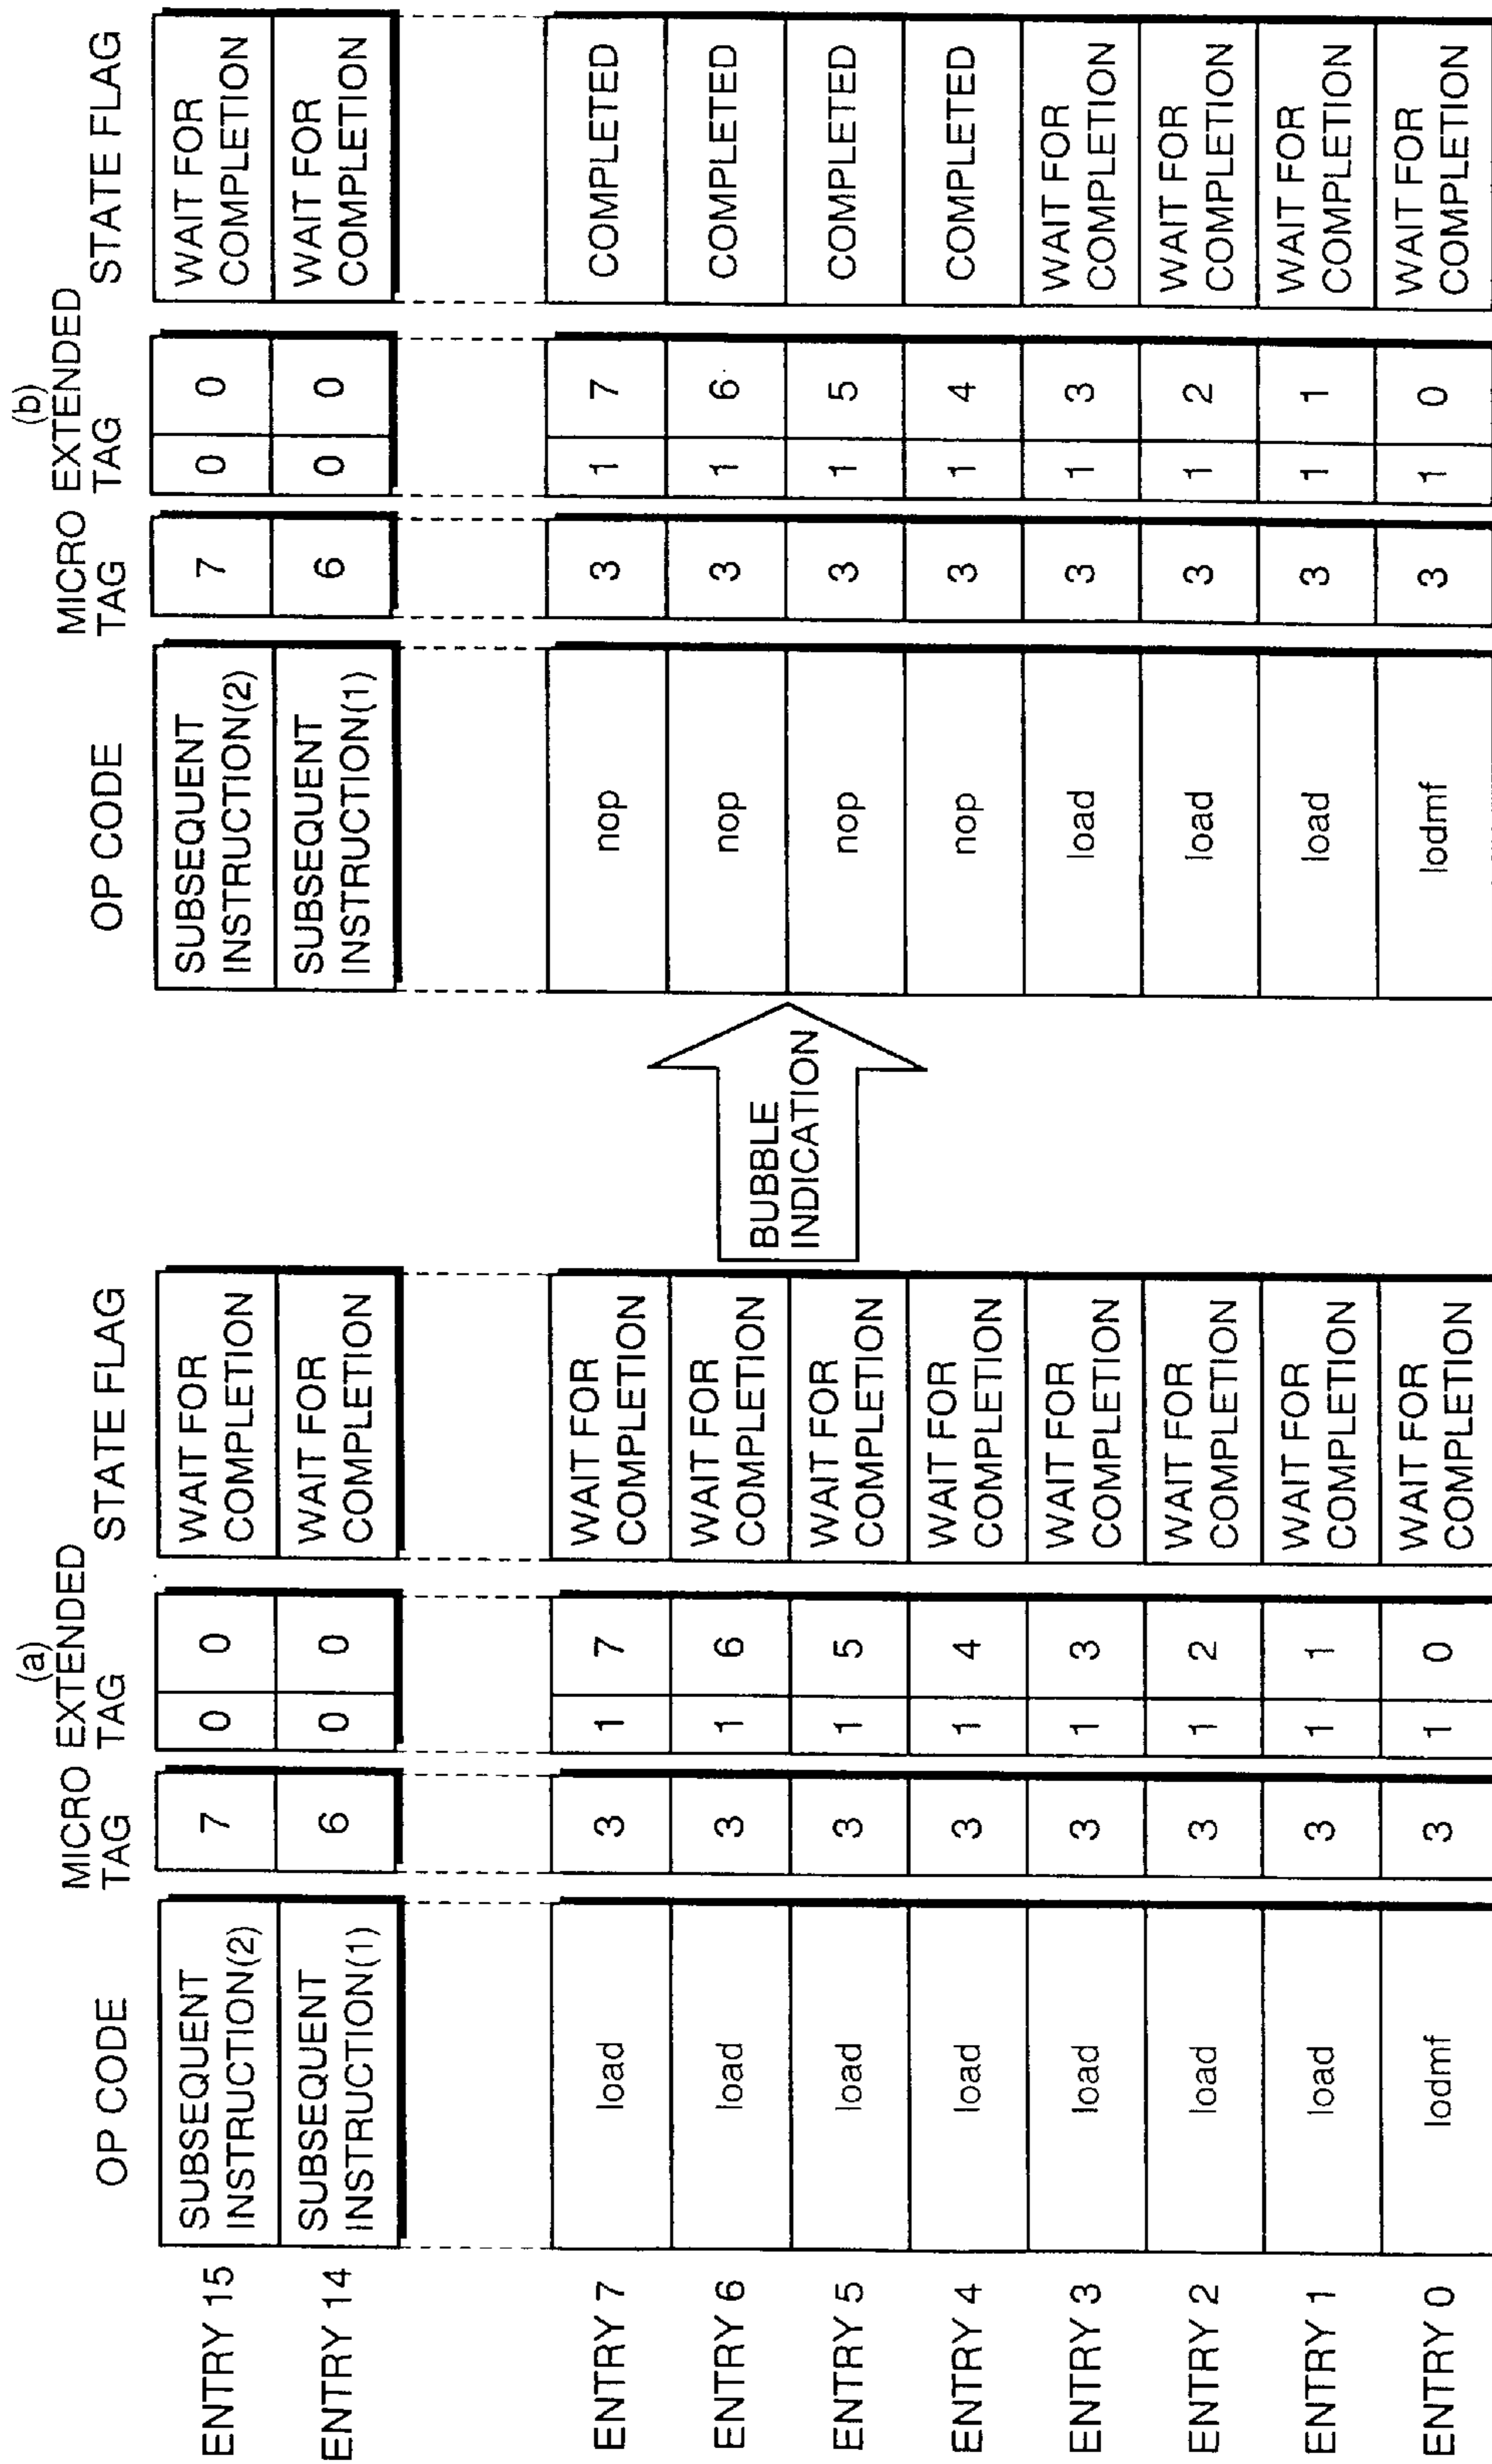 (a) (b)
MICRO EXTENDED MICRO EXTENDED
OP CODE TAG TAG STATE FLAG OP CODE TAG TAG STATE FLAG
SUBSEQUENT WAIT FOR SUBSEQUENT WAIT FOR
ENTRY 15 INSTRUCTION(2) 7 0 0 COMPLETION INSTRUCTION(2) 7 0 0 COMPLETION
SUBSEQUENT WAIT FOR SUBSEQUENT WAIT FOR
ENTRY 14 INSTRUCTION(1) 6 0 0 COMPLETION INSTRUCTION(1) 6 0 0 COMPLETION
WAIT FOR
ENTRY 7 load 3 1 7 COMPLETION nop 3 1 7 COMPLETED
WAIT FOR
ENTRY 6 load 3 1 6 COMPLETION nop 3 1 6 COMPLETED
BUBBLE
INDICATION
WAIT FOR
ENTRY 5 load 3 1 5 COMPLETION nop 3 1 5 COMPLETED
WAIT FOR
ENTRY 4 load 3 1 4 COMPLETION nop 3 1 4 COMPLETED
WAIT FOR WAIT FOR
ENTRY 3 load 3 1 3 COMPLETION load 3 1 3 COMPLETION
WAIT FOR WAIT FOR
ENTRY 2 load 3 1 2 COMPLETION load 3 1 2 COMPLETION
WAIT FOR WAIT FOR
ENTRY 1 load 3 1 1 COMPLETION load 3 1 1 COMPLETION
WAIT FOR WAIT FOR
ENTRY 0 lodmf 3 1 0 COMPLETION lodmf 3 1 0 COMPLETION